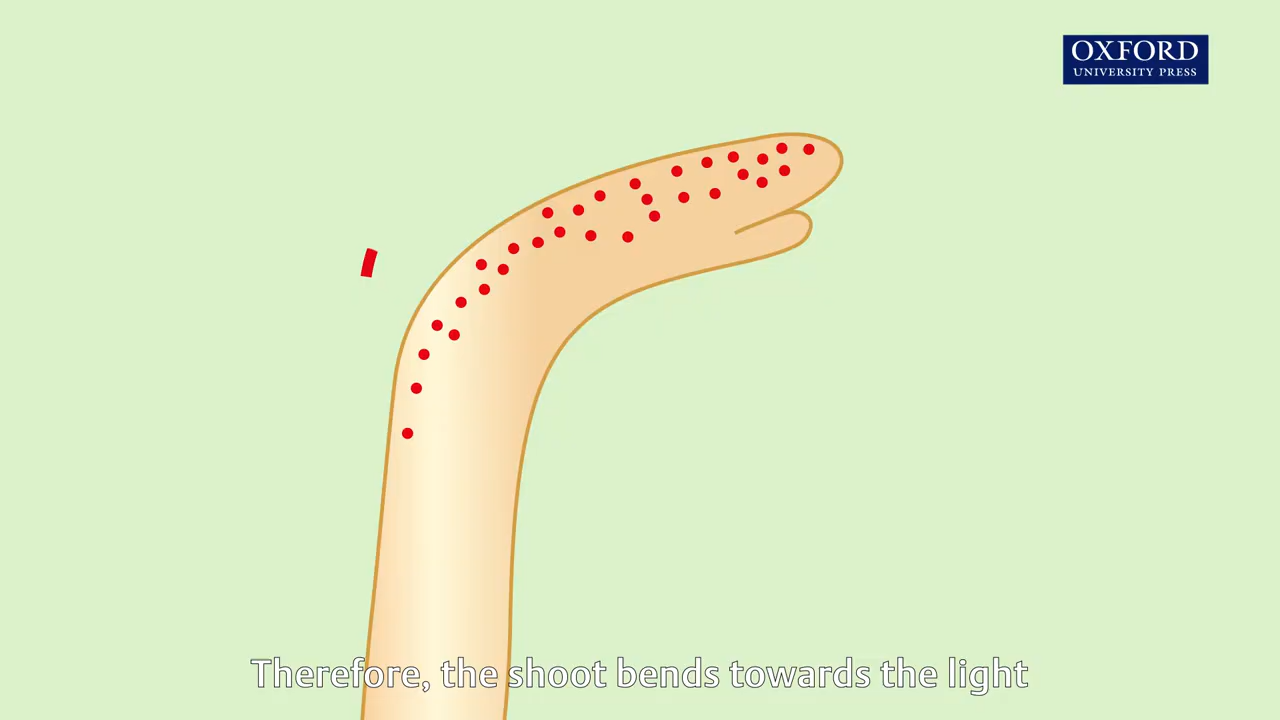 OXFORD
UNIVERSITY PRESS
Therefore, the shoot bends towards the light